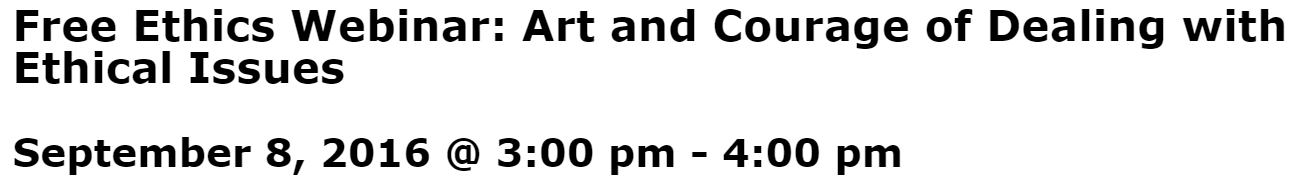 Free Ethics Webinar: Art and Courage of Dealing with
Ethical Issues
September 8, 2016 @ 3:00 pm - 4:00 pm